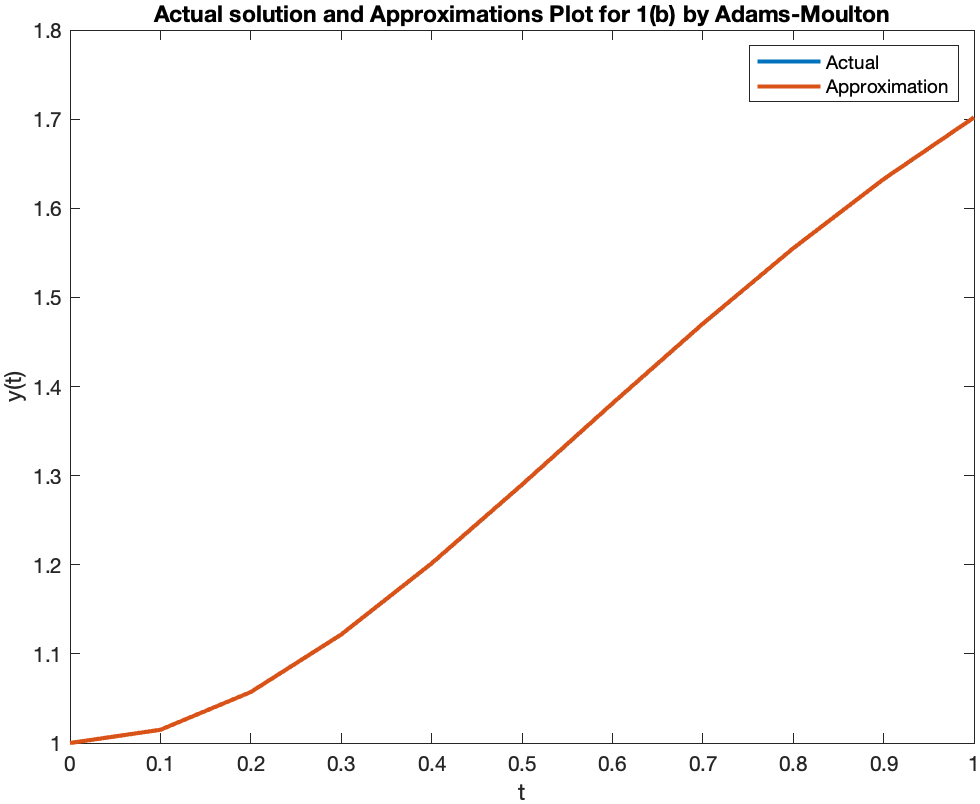 Actual solution and Approximations Plot for 1(b) by Adams-Moulton
1.8
Actual
Approximation
1.7
1.6
1.5
1.4
y(t)
1.3
1.2
1.1
1
0 0.1 0.2 0.3 0.4 0.5 0.6 0.7 0.8 0.9 1
t